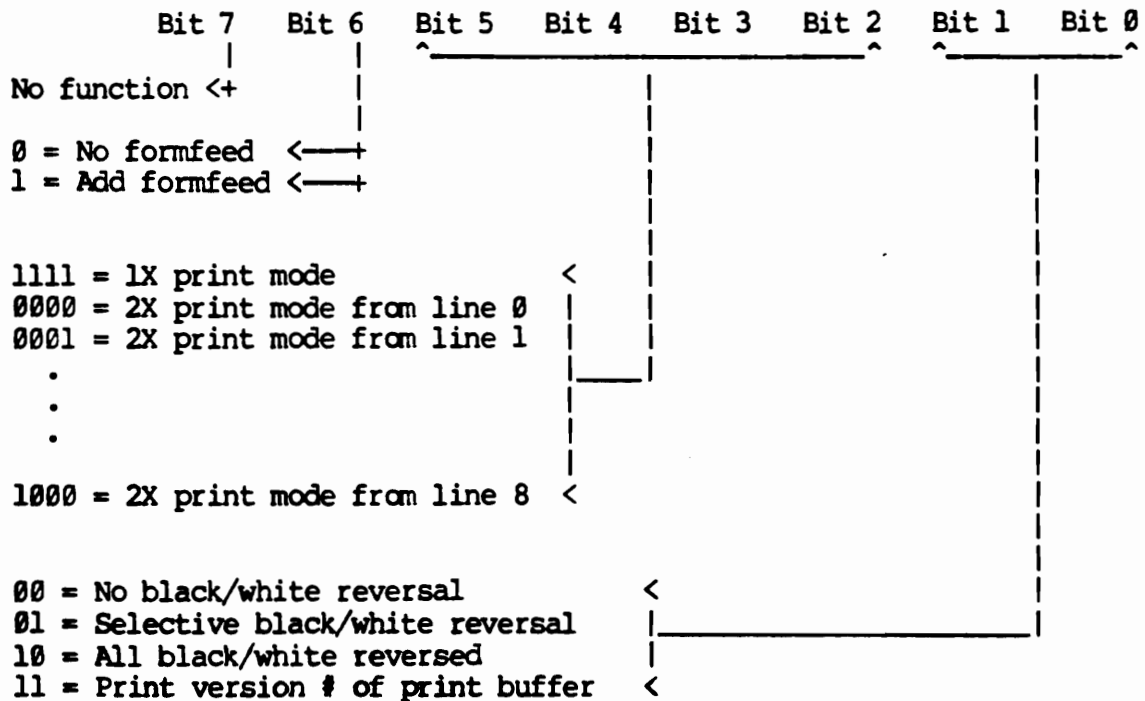 Bit 7 Bit 6 Bit 5 Bit 4 Bit 3 Bit 2 Bit 1 Bit 0
No function <+
0 = No formfeed <——+
1 = Add formfeed <——+
1111 = 1X print mode <
0000 = 2X print mode from line 0
0001 = 2X print mode from line 1
.
.
.
1000 = 2X print mode from line 8 <
00 = No black/white reversal <
01 = Selective black/white reversal
10 = All black/white reversed
11 = Print version # of print buffer <